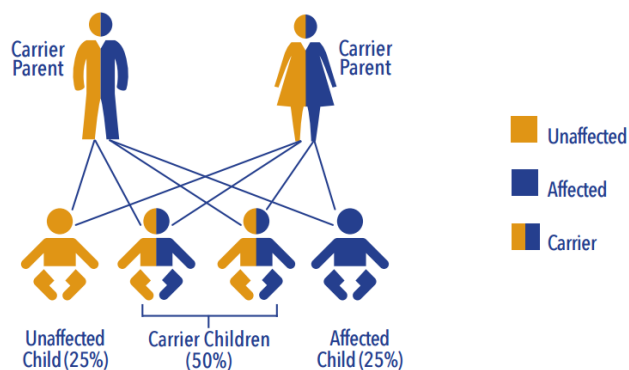 Carrier
Parent
Carrier
Parent
Unaffected
Affected
Carrier
Unaffected
Child (25%)
Carrier Children
(50%)
Affected
Child (25%)